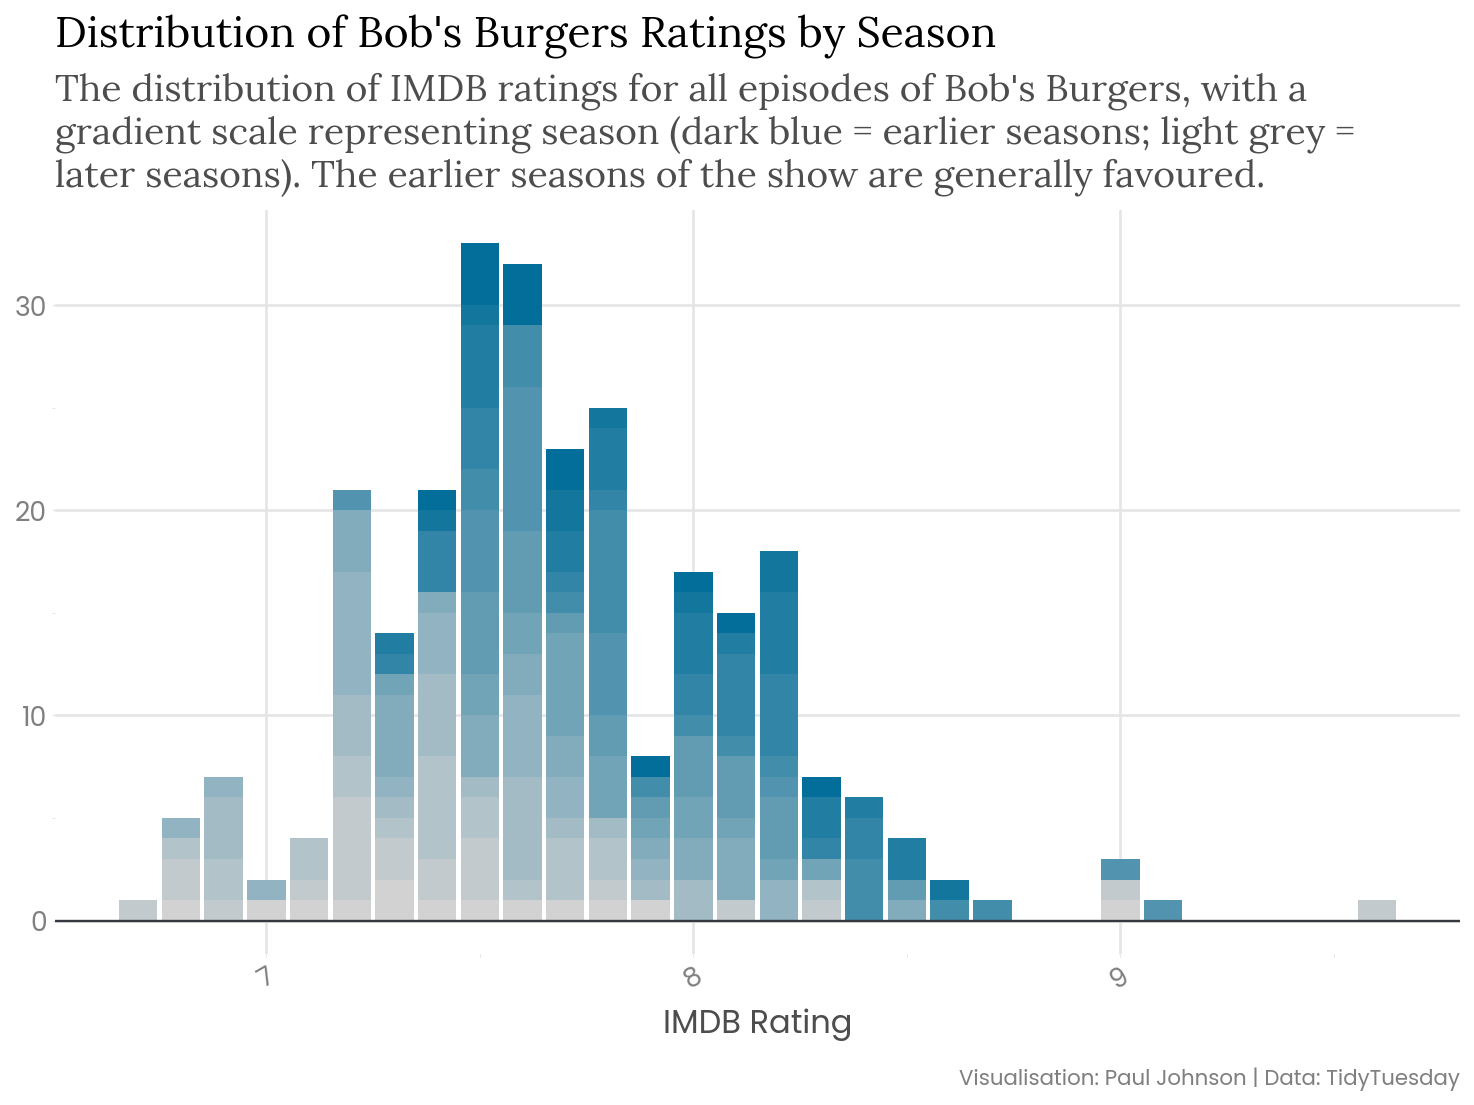 Distribution of Bob's Burgers Ratings by Season
The distribution of IMDB ratings for all episodes of Bob's Burgers, with a
gradient scale representing season (dark blue = earlier seasons; light grey =
later seasons). The earlier seasons of the show are generally favoured.
30
20
10
0
7 8 9
IMDB Rating
Visualisation: Paul Johnson | Data: TidyTuesday